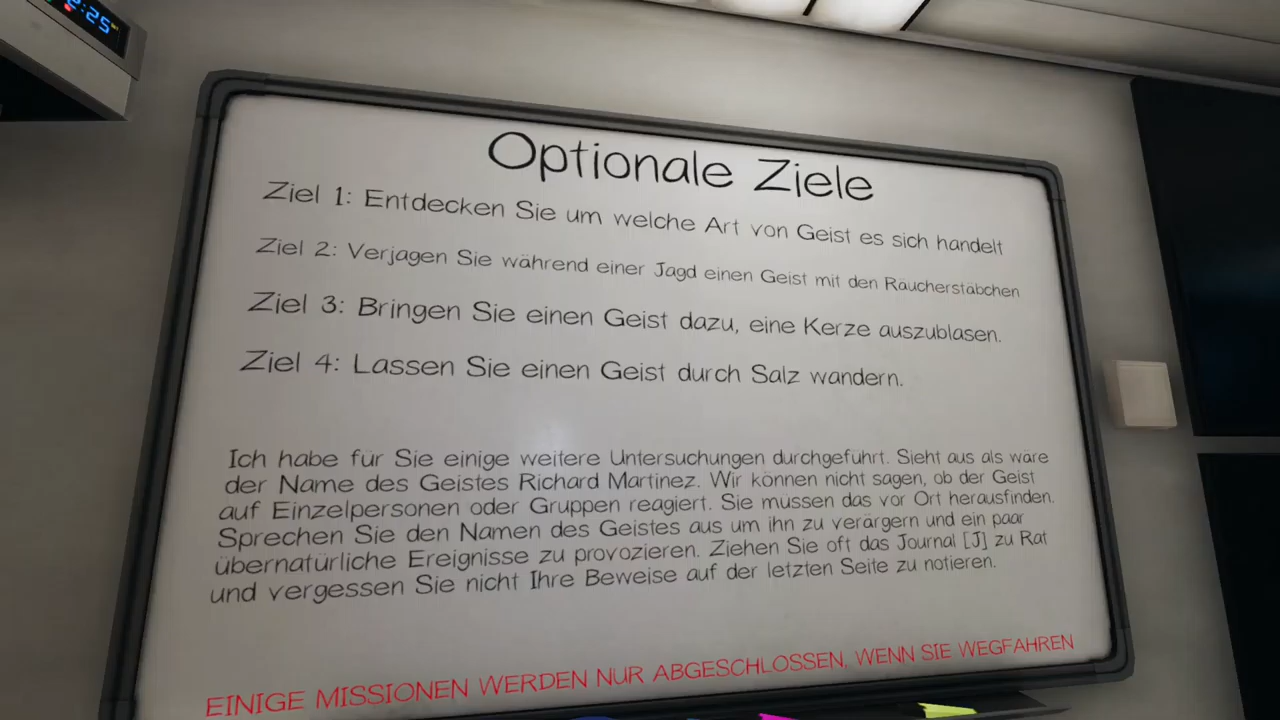 2:25
Optionale Ziele
Ziel 1: Entdecken Sie um welche Art von Geist es sich handelt
Ziel 2: Verjagen Sie während einer Jagd einen Geist mit den Räucherstäbchen
Ziel 3: Bringen Sie einen Geist dazu, eine Kerze auszublasen.
Ziel 4: Lassen Sie einen Geist durch Salz wandern.
Ich habe für Sie einige weitere Untersuchungen durchgeführt. Sieht aus als wäre
der Name des Geistes Richard Martinez. Wir können nicht sagen, ob der Geist
auf Einzelpersonen oder Gruppen reagiert. Sie müssen das vor Ort herausfinden.
Sprechen Sie den Namen des Geistes aus um ihn zu verärgern und ein paar
übernatürliche Ereignisse zu provozieren. Ziehen Sie oft das Journal [J] zu Rat
und vergessen Sie nicht Ihre Beweise auf der letzten Seite zu notieren.
EINIGE MISSIONEN WERDEN NUR ABGESCHLOSSEN, WENN SIE WEGFAHREN